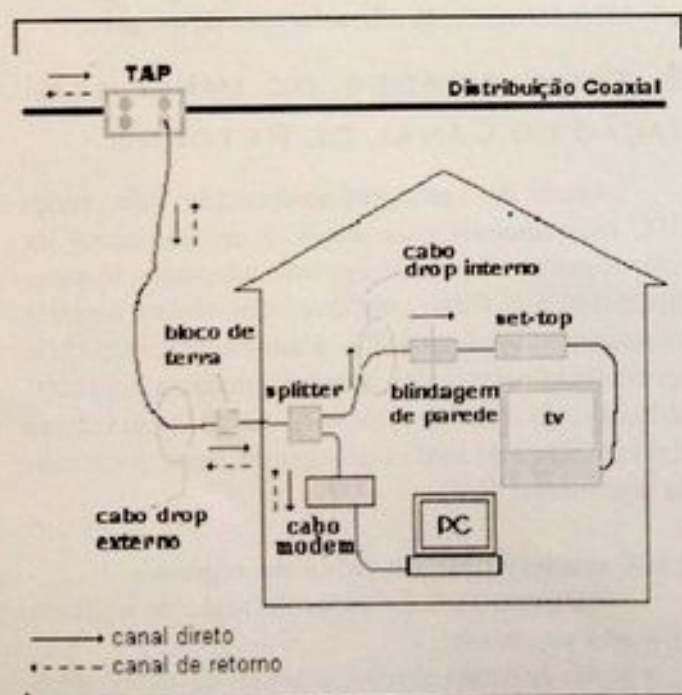 TAP
Distribuição Coaxial
cabo
drop interno
set-top
bloco de
terra
splitter
blindagem
de parede
tv
cabo drop
externo
cabo
modem
PC
canal direto
canal de retorno